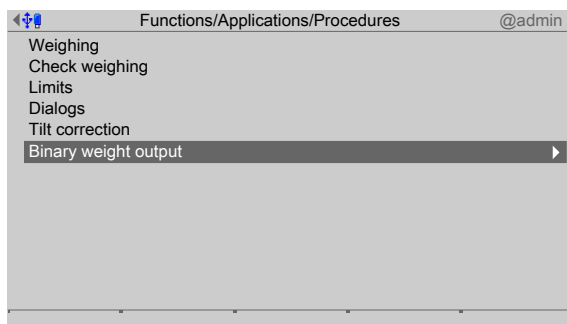 Functions/Applications/Procedures @admin
Weighing
Check weighing
Limits
Dialogs
Tilt correction
Binary weight output